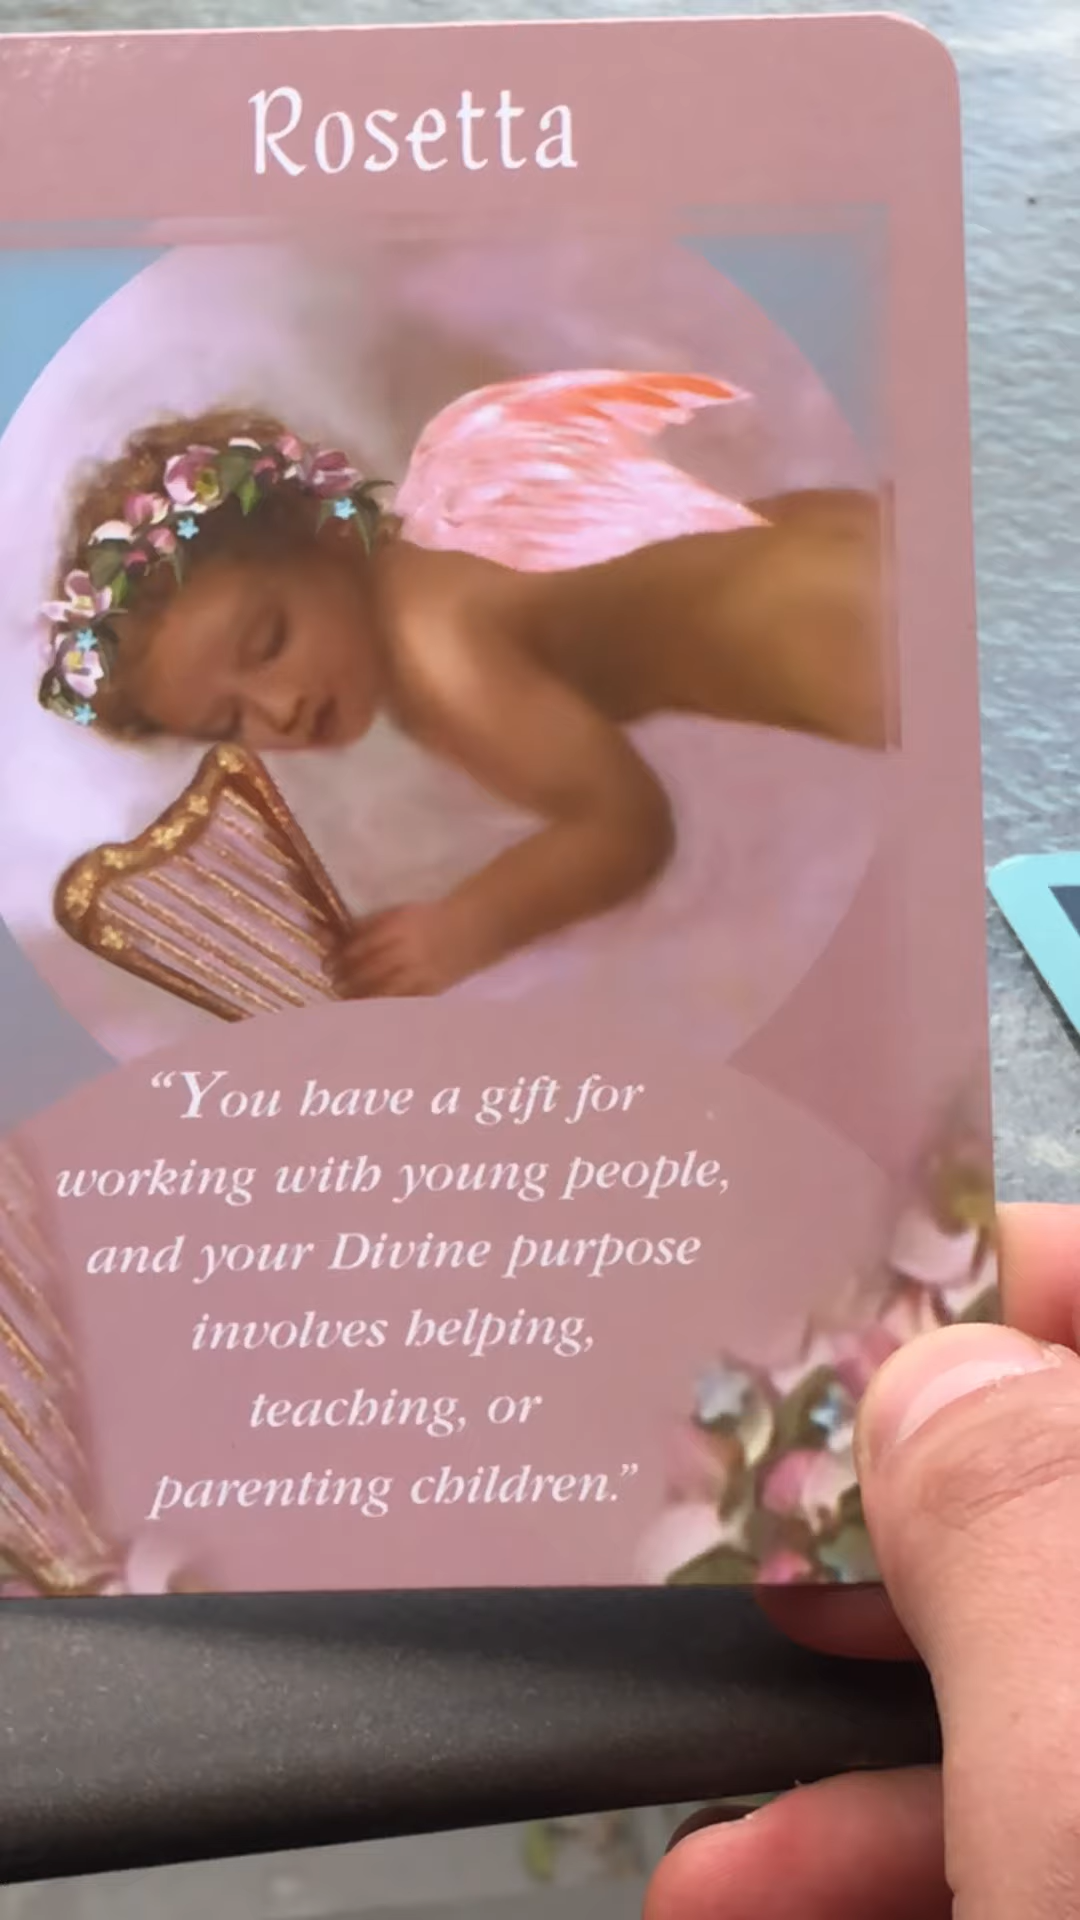 Rosetta
“You have a gift for
working with young people,
and your Divine purpose
involves helping,
teaching, or
parenting children.”